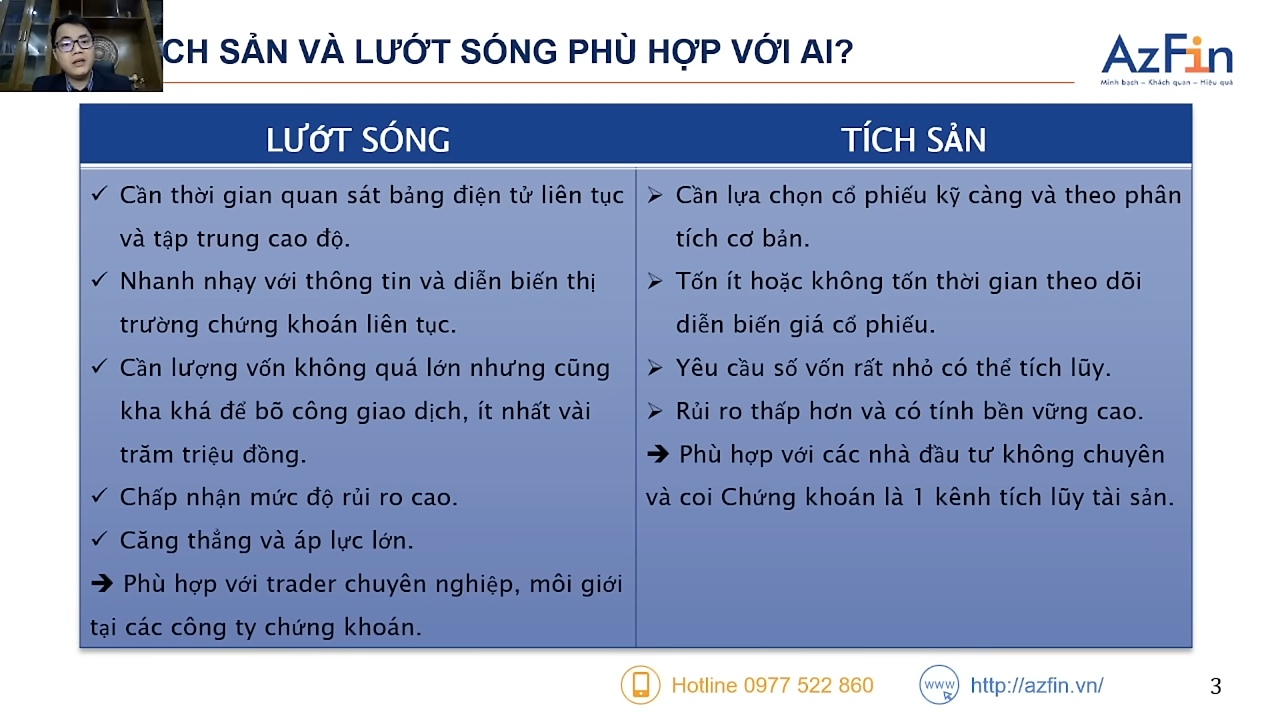 CH SẢN VÀ LƯỚT SÓNG PHÙ HỢP VỚI AI?
AzFin
Minh bạch – Khách quan – Hiệu quả
LƯỚT SÓNG
✓ Cần thời gian quan sát bảng điện tử liên tục
và tập trung cao độ.
✓ Nhanh nhạy với thông tin và diễn biến thị
trường chứng khoán liên tục.
✓ Cần lượng vốn không quá lớn nhưng cũng
kha khá để bõ công giao dịch, ít nhất vài
trăm triệu đồng.
✓ Chấp nhận mức độ rủi ro cao.
✓ Căng thẳng và áp lực lớn.
➔ Phù hợp với trader chuyên nghiệp, môi giới
tại các công ty chứng khoán.
TÍCH SẢN
➢ Cần lựa chọn cổ phiếu kỹ càng và theo phân
tích cơ bản.
➢ Tốn ít hoặc không tốn thời gian theo dõi
diễn biến giá cổ phiếu.
➢ Yêu cầu số vốn rất nhỏ có thể tích lũy.
➢ Rủi ro thấp hơn và có tính bền vững cao.
➔ Phù hợp với các nhà đầu tư không chuyên
và coi Chứng khoán là 1 kênh tích lũy tài sản.
Hotline 0977 522 860
www
http://azfin.vn/
3